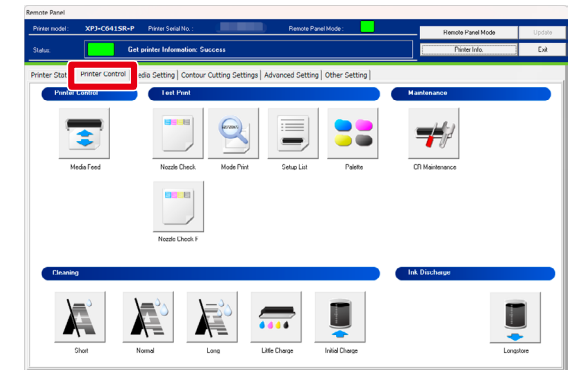 Remote Panel
Printer model : XPJ-C641SR-P Printer Serial No. : Remote Panel Mode : Remote Panel Mode Update
Status: Get printer Information: Success Printer Info. Exit
Printer Stat Printer Control edia Setting Contour Cutting Settings Advanced Setting Other Setting
Printer Control Test Print Maintenance
Media Feed Nozzle Check Mode Print Setup List Palette CR Maintenance
Nozzle Check F
Cleaning Ink Discharge
Short Normal Long Little Charge Initial Charge Longstore